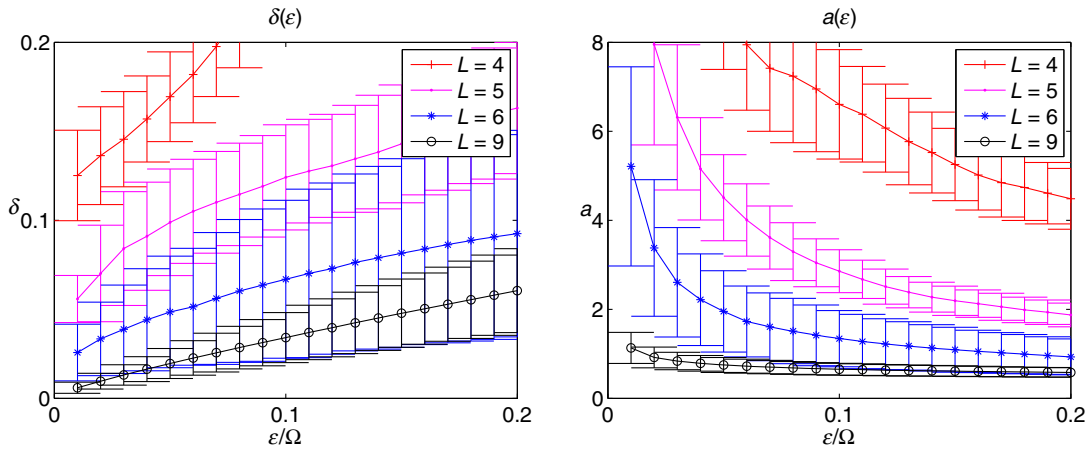 δ(ε)
0.2
0.1
0
δ
0
0.1
0.2
ε/Ω
L = 4
L = 5
L = 6
L = 9
a(ε)
8
6
4
2
0
a
0
0.1
0.2
ε/Ω
L = 4
L = 5
L = 6
L = 9